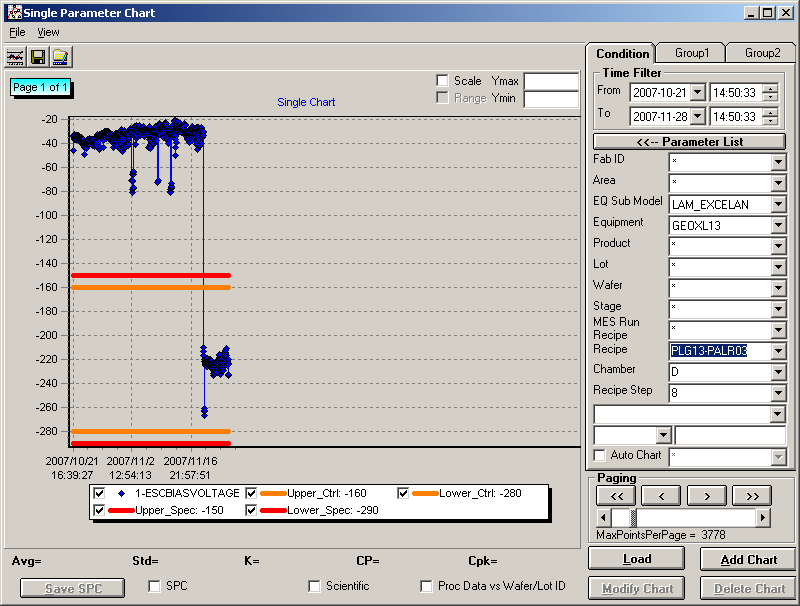 Single Parameter Chart
File View
Page 1 of 1
Single Chart
Scale Ymax
Range Ymin
-20
-40
-60
-80
-100
-120
-140
-160
-180
-200
-220
-240
-260
-280
2007/10/21 2007/11/2 2007/11/16
16:39:27 12:54:13 21:57:51
1-ESCBIASVOLTAGE Upper_Ctrl: -160 Lower_Ctrl: -280
Upper_Spec: -150 Lower_Spec: -290
Avg= Std= K= CP= Cpk=
Save SPC SPC Scientific Proc Data vs Wafer/Lot ID
Condition Group1 Group2
Time Filter
From 2007-10-21 14:50:33
To 2007-11-28 14:50:33
<<-- Parameter List
Fab ID *
Area *
EQ Sub Model LAM_EXCELAN
Equipment GEOXL13
Product *
Lot *
Wafer *
Stage *
MES Run
Recipe *
Recipe PLG13-PALR03
Chamber D
Recipe Step 8
Auto Chart *
Paging
<< < > >>
MaxPointsPerPage = 3778
Load Add Chart
Modify Chart Delete Chart